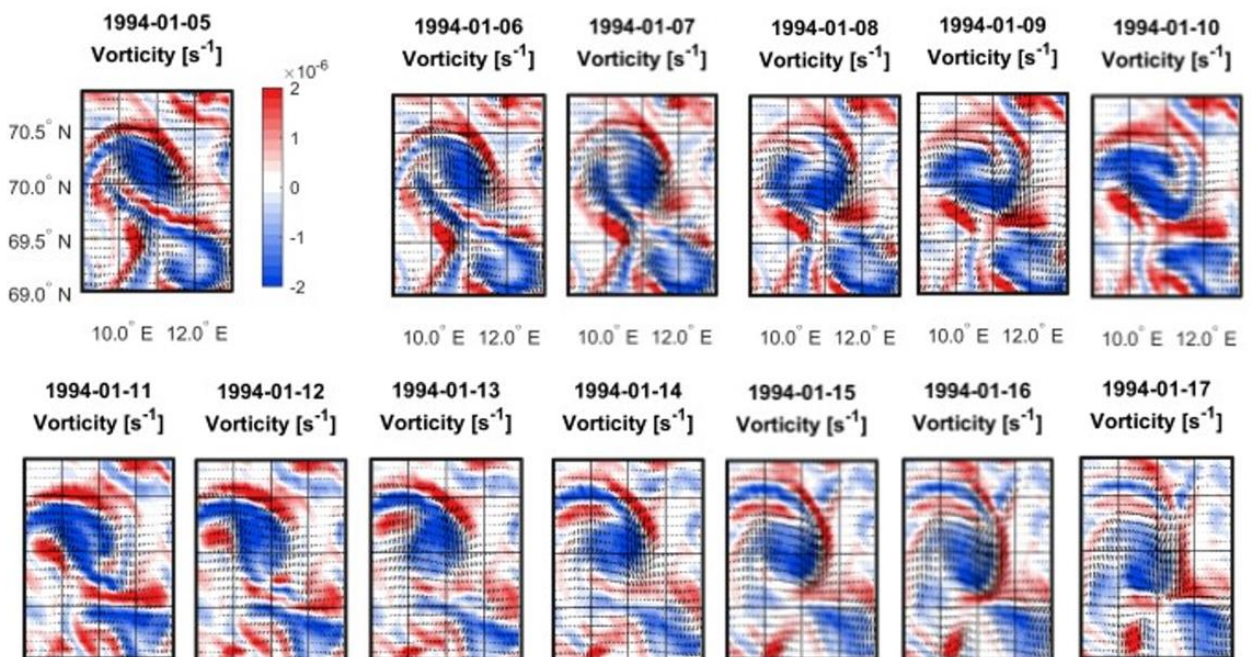 1994-01-05
Vorticity [s⁻¹]
×10⁻⁶
2
1
0
-1
-2
70.5° N
70.0° N
69.5° N
69.0° N
10.0° E 12.0° E
1994-01-06
Vorticity [s⁻¹]
10.0° E 12.0° E
1994-01-07
Vorticity [s⁻¹]
10.0° E 12.0° E
1994-01-08
Vorticity [s⁻¹]
10.0° E 12.0° E
1994-01-09
Vorticity [s⁻¹]
10.0° E 12.0° E
1994-01-10
Vorticity [s⁻¹]
10.0° E 12.0° E
1994-01-11
Vorticity [s⁻¹]
1994-01-12
Vorticity [s⁻¹]
1994-01-13
Vorticity [s⁻¹]
1994-01-14
Vorticity [s⁻¹]
1994-01-15
Vorticity [s⁻¹]
1994-01-16
Vorticity [s⁻¹]
1994-01-17
Vorticity [s⁻¹]